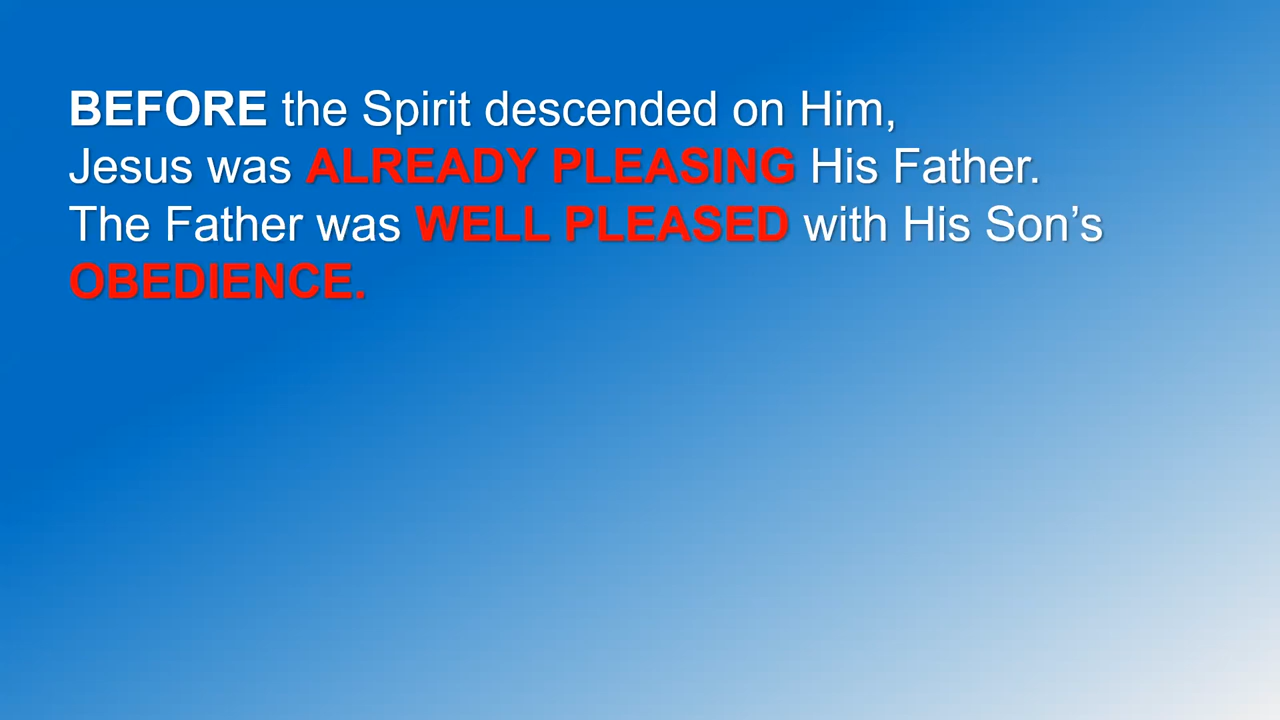 BEFORE the Spirit descended on Him,
Jesus was ALREADY PLEASING His Father.
The Father was WELL PLEASED with His Son’s
OBEDIENCE.